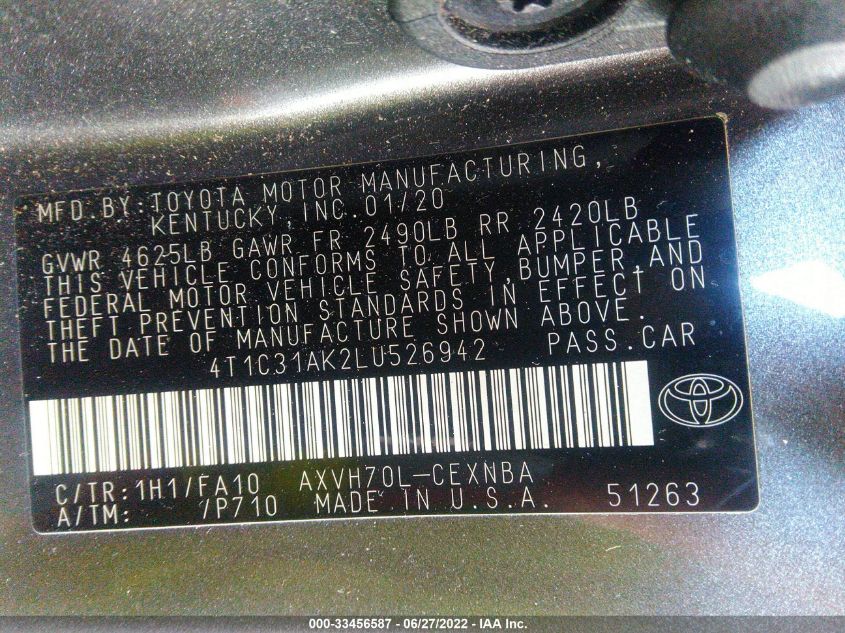 MFD.BY:TOYOTA MOTOR MANUFACTURING,
KENTUCKY, INC.01/20
GVWR 4625LB GAWR FR 2490LB RR 2420LB
THIS VEHICLE CONFORMS TO ALL APPLICABLE
FEDERAL MOTOR VEHICLE SAFETY,BUMPER,AND
THEFT PREVENTION STANDARDS IN EFFECT ON
THE DATE OF MANUFACTURE SHOWN ABOVE.
4T1C31AK2LU526942 PASS.CAR
C/TR:1H1/FA10 AXVH70L-CEXNBA
A/TM: /P710 MADE IN U.S.A. 51263
000-33456587 - 06/27/2022 - IAA Inc.